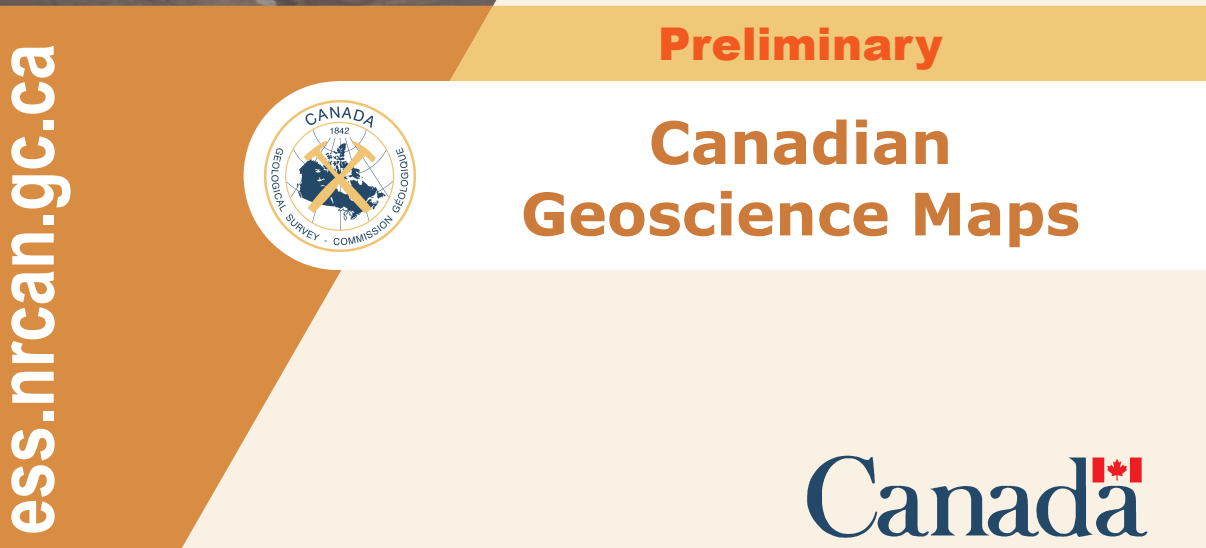 ess.nrcan.gc.ca
Preliminary
CANADA
1842
GEOLOGICAL SURVEY - COMMISSION GÉOLOGIQUE
Canadian
Geoscience Maps
Canada